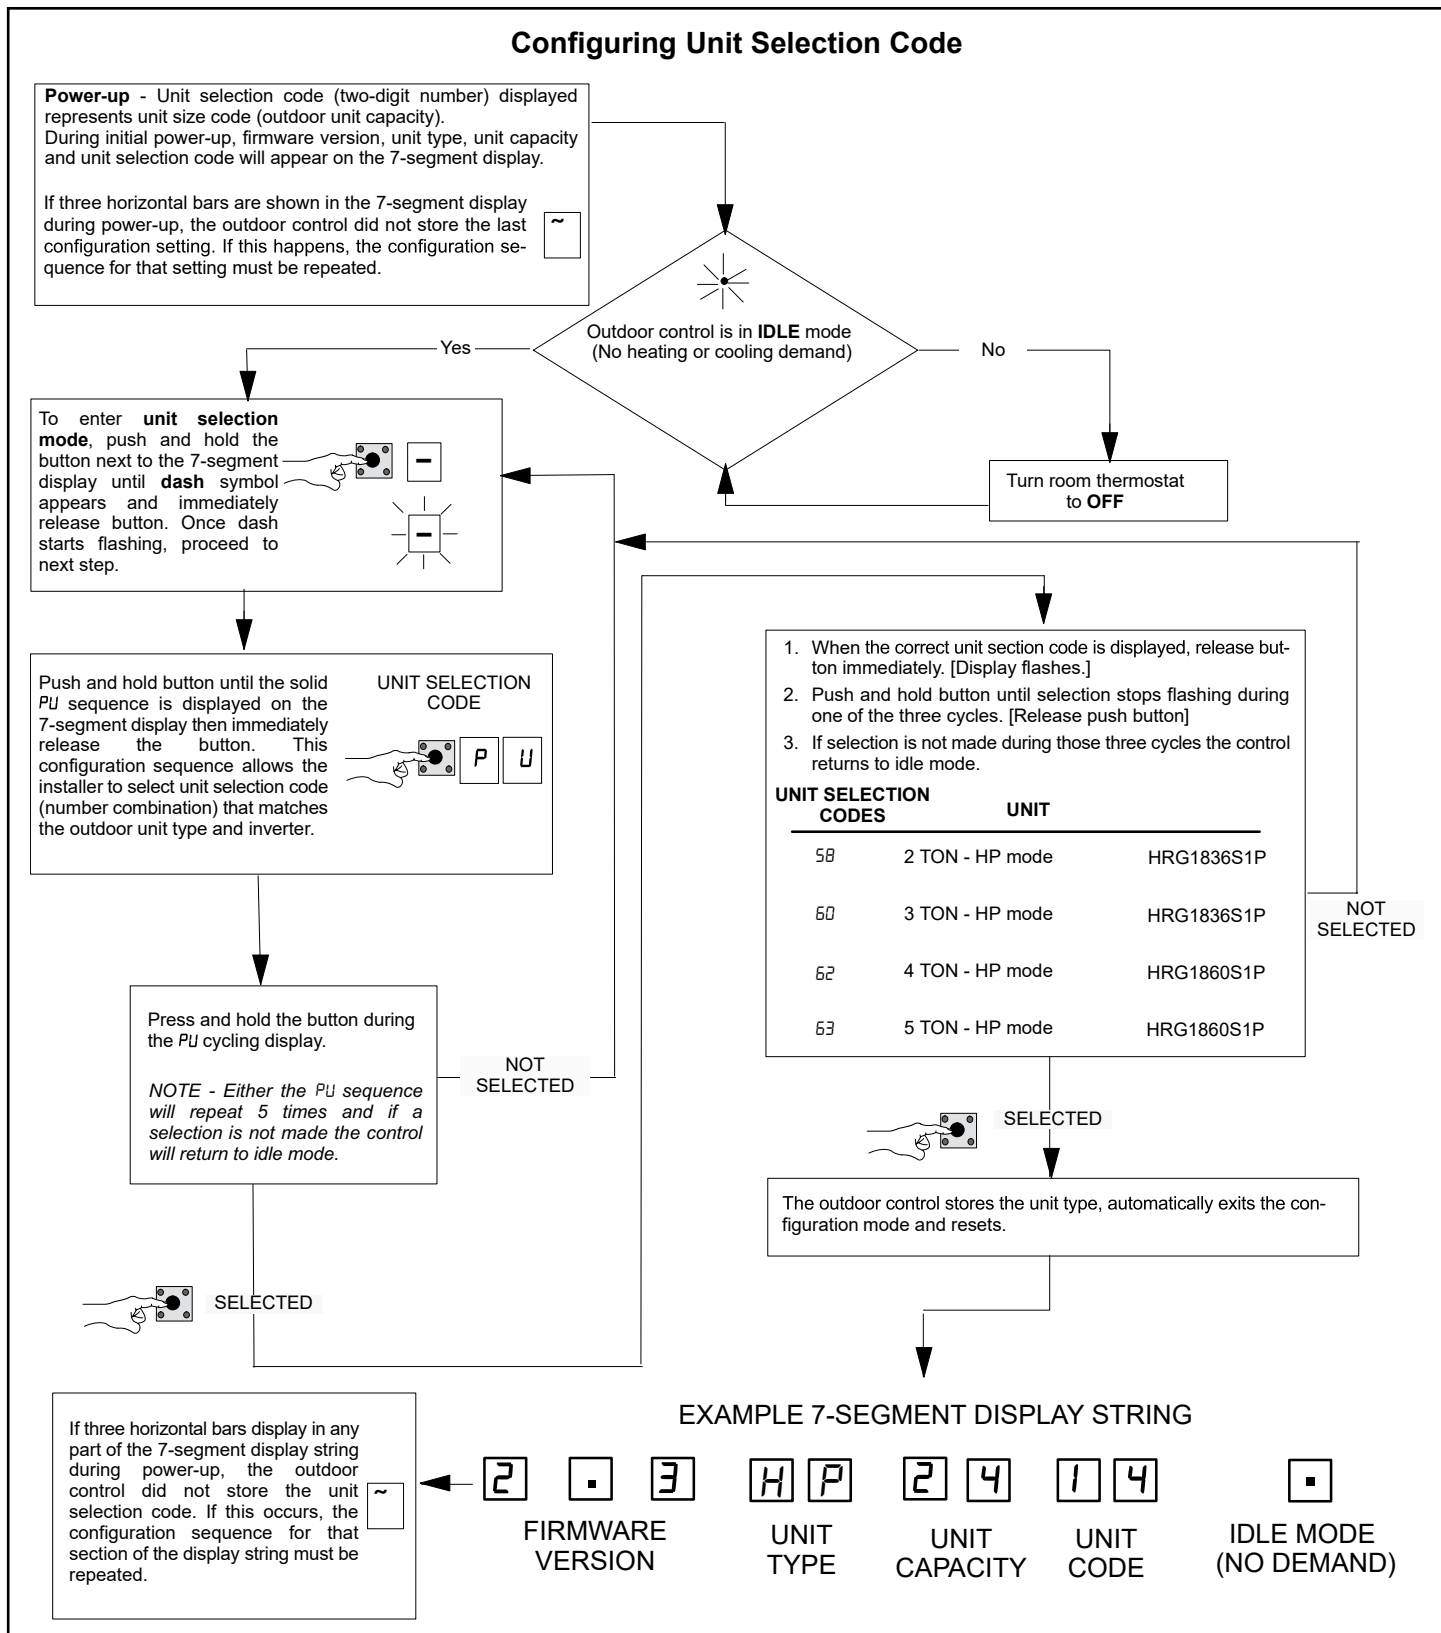 Configuring Unit Selection Code
Power-up - Unit selection code (two-digit number) displayed
represents unit size code (outdoor unit capacity).
During initial power-up, firmware version, unit type, unit capacity
and unit selection code will appear on the 7-segment display.
If three horizontal bars are shown in the 7-segment display
during power-up, the outdoor control did not store the last
configuration setting. If this happens, the configuration se-
quence for that setting must be repeated.
~
Outdoor control is in IDLE mode
(No heating or cooling demand)
Yes
No
Turn room thermostat
to OFF
To enter unit selection
mode, push and hold the
button next to the 7-segment
display until dash symbol
appears and immediately
release button. Once dash
starts flashing, proceed to
next step.
–
–
Push and hold button until the solid
PU sequence is displayed on the
7-segment display then immediately
release the button. This
configuration sequence allows the
installer to select unit selection code
(number combination) that matches
the outdoor unit type and inverter.
UNIT SELECTION
CODE
P U
Press and hold the button during
the PU cycling display.
NOTE - Either the PU sequence
will repeat 5 times and if a
selection is not made the control
will return to idle mode.
NOT
SELECTED
SELECTED
1. When the correct unit section code is displayed, release but-
ton immediately. [Display flashes.]
2. Push and hold button until selection stops flashing during
one of the three cycles. [Release push button]
3. If selection is not made during those three cycles the control
returns to idle mode.
UNIT SELECTION
CODES UNIT
58 2 TON - HP mode HRG1836S1P
60 3 TON - HP mode HRG1836S1P
62 4 TON - HP mode HRG1860S1P
63 5 TON - HP mode HRG1860S1P
NOT
SELECTED
SELECTED
The outdoor control stores the unit type, automatically exits the con-
figuration mode and resets.
If three horizontal bars display in any
part of the 7-segment display string
during power-up, the outdoor
control did not store the unit
selection code. If this occurs, the
configuration sequence for that
section of the display string must be
repeated.
~
EXAMPLE 7-SEGMENT DISPLAY STRING
2 . 3 H P 2 4 1 4 .
FIRMWARE
VERSION
UNIT
TYPE
UNIT
CAPACITY
UNIT
CODE
IDLE MODE
(NO DEMAND)